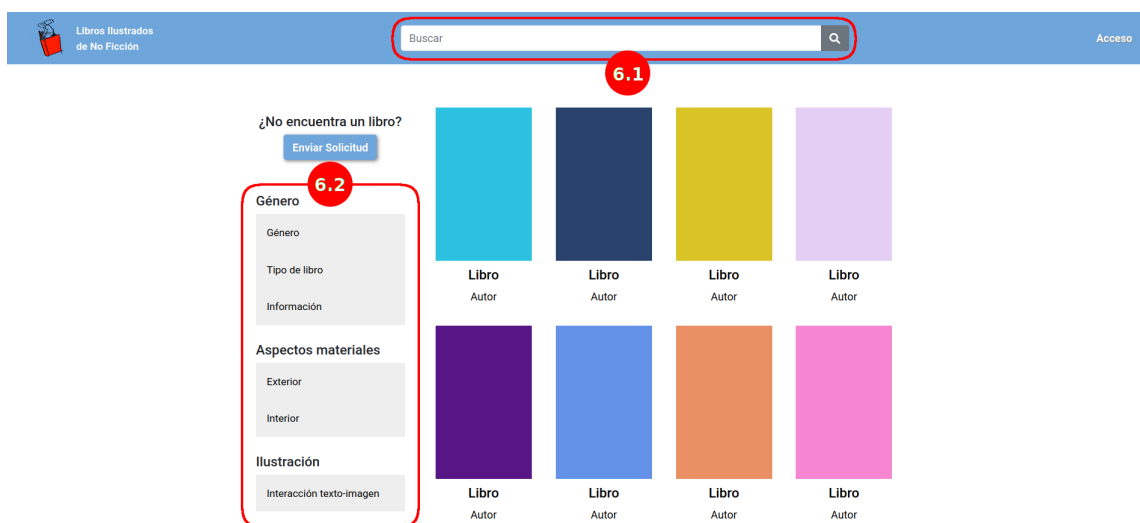 Libros Ilustrados
de No Ficción
Buscar
Acceso
6.1
¿No encuentra un libro?
Enviar Solicitud
6.2
Género
Género
Tipo de libro
Información
Aspectos materiales
Exterior
Interior
Ilustración
Interacción texto-imagen
Libro Libro Libro Libro
Autor Autor Autor Autor
Libro Libro Libro Libro
Autor Autor Autor Autor